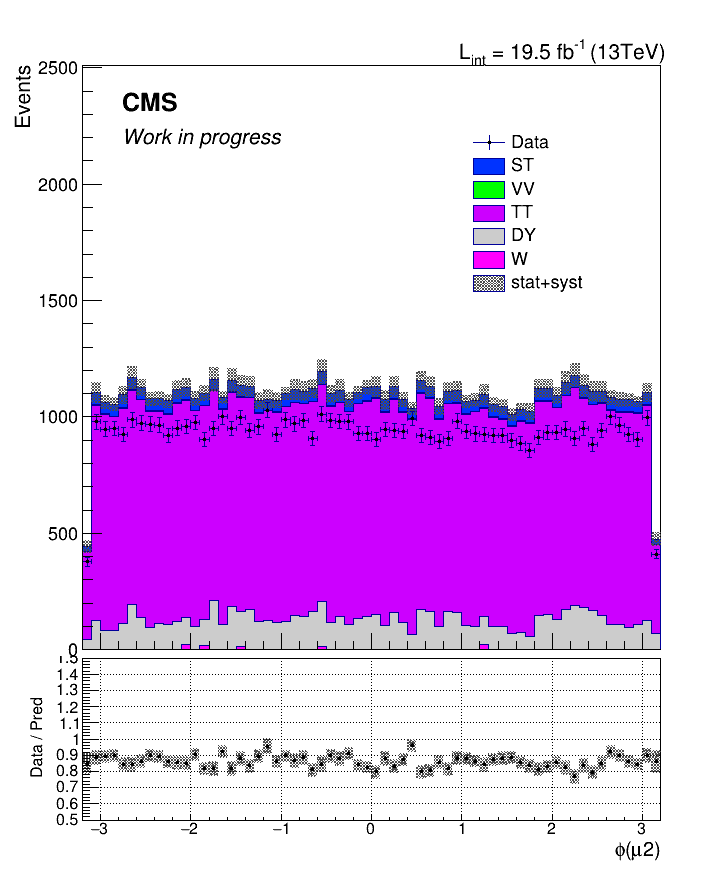 L_int = 19.5 fb^-1 (13TeV)
Events
2500
2000
1500
1000
500
0
CMS
Work in progress
Data
ST
VV
TT
DY
W
stat+syst
Data / Pred
1.5
1.4
1.3
1.2
1.1
1
0.9
0.8
0.7
0.6
0.5
−3 −2 −1 0 1 2 3
ϕ(μ2)